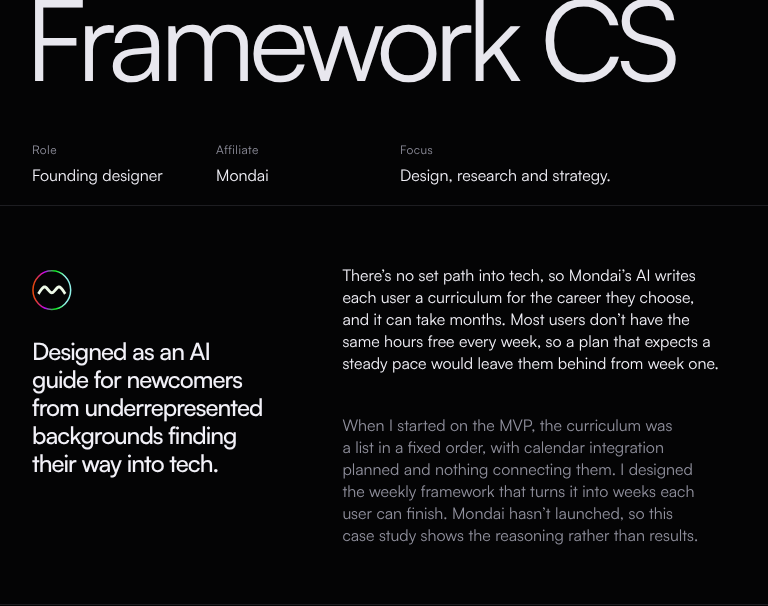 Framework CS
Role
Founding designer
Affiliate
Mondai
Focus
Design, research and strategy.
Designed as an AI
guide for newcomers
from underrepresented
backgrounds finding
their way into tech.
There’s no set path into tech, so Mondai’s AI writes
each user a curriculum for the career they choose,
and it can take months. Most users don’t have the
same hours free every week, so a plan that expects a
steady pace would leave them behind from week one.
When I started on the MVP, the curriculum was
a list in a fixed order, with calendar integration
planned and nothing connecting them. I designed
the weekly framework that turns it into weeks each
user can finish. Mondai hasn’t launched, so this
case study shows the reasoning rather than results.